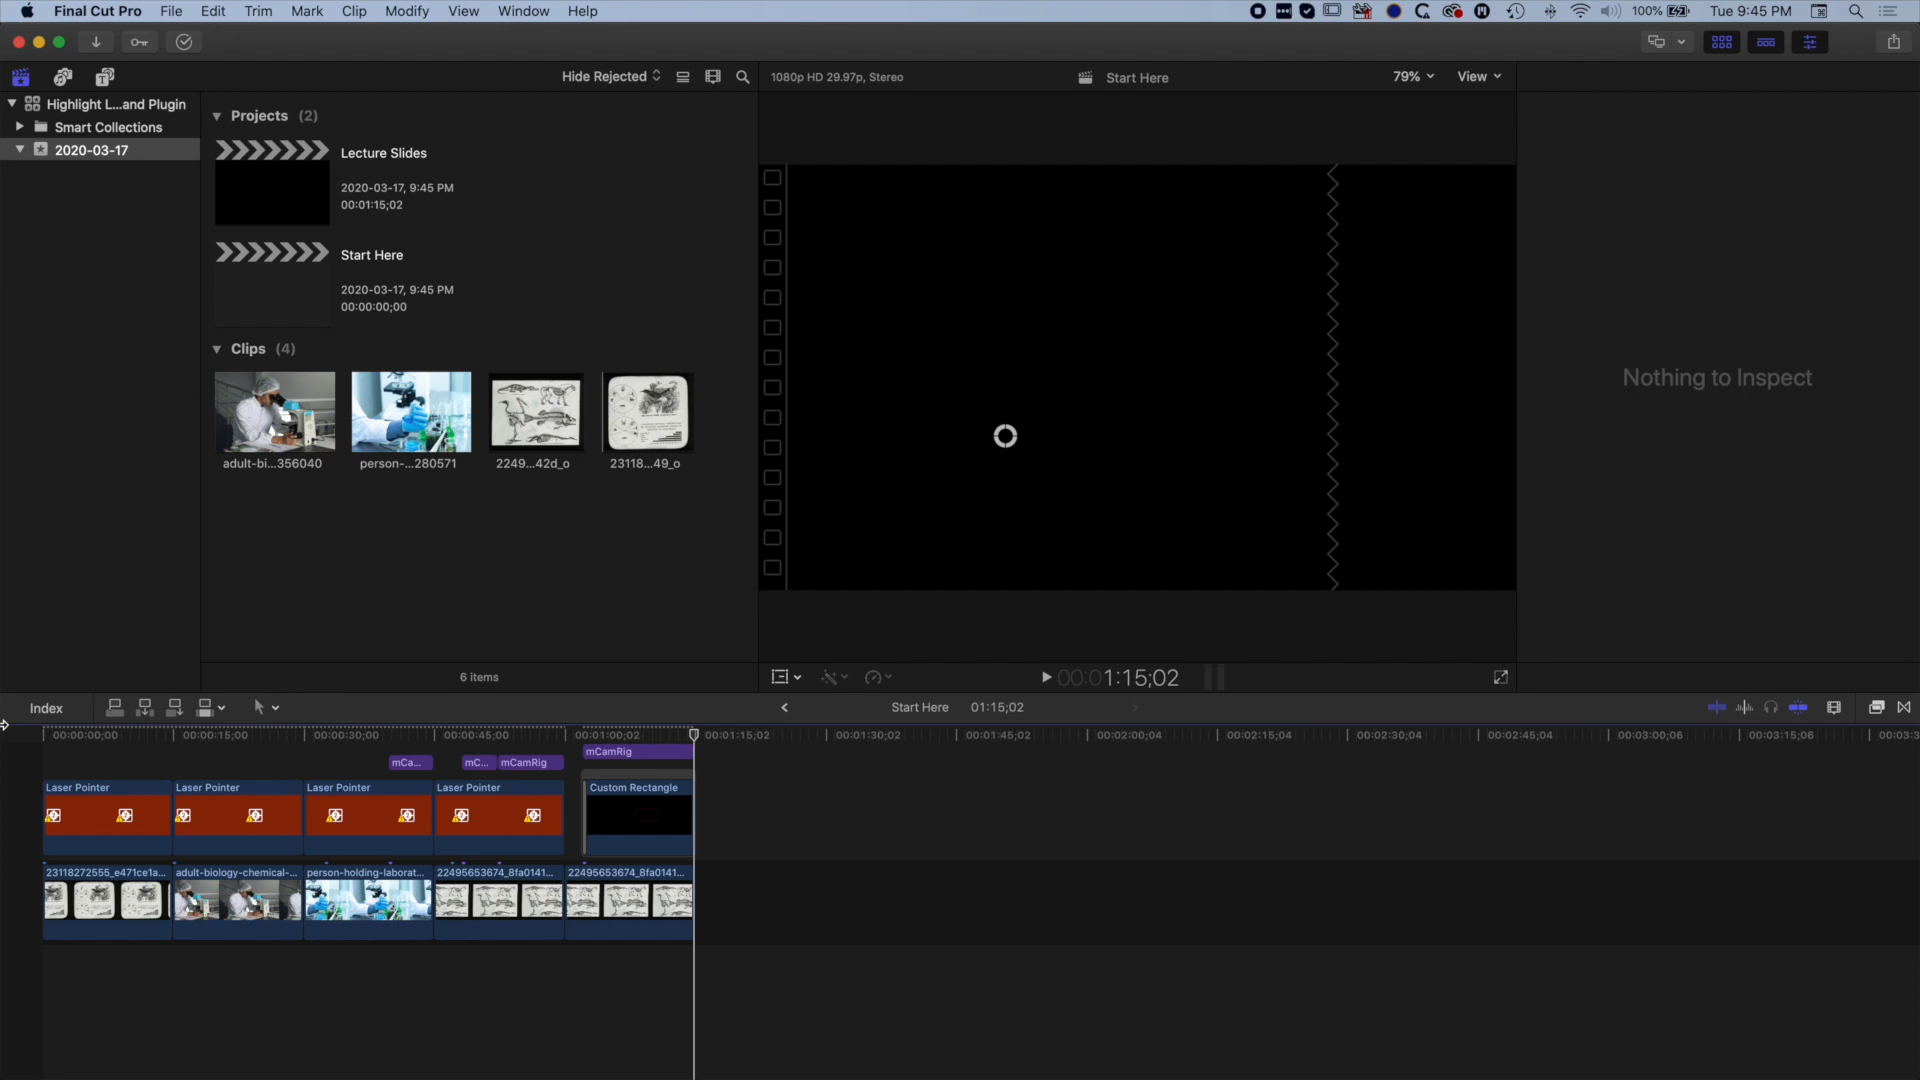 Final Cut Pro File Edit Trim Mark Clip Modify View Window Help 100% Tue 9:45 PM
Hide Rejected 1080p HD 29.97p, Stereo Start Here 79% View
Highlight L...and Plugin
Smart Collections
2020-03-17
Projects (2)
Lecture Slides
2020-03-17, 9:45 PM
00:01:15;02
Start Here
2020-03-17, 9:45 PM
00:00:00;00
Clips (4)
adult-bi...356040 person-...280571 2249...42d_o 23118...49_o
Nothing to Inspect
6 items
00:01:15;02
Index Start Here 01:15;02
00:00:00;00 00:00:15;00 00:00:30;00 00:00:45;00 00:01:00;02 00:01:15;02 00:01:30;02 00:01:45;02 00:02:00;04 00:02:15;04 00:02:30;04 00:02:45;04 00:03:00;06 00:03:15;06 00:03:3
mCamRig
mCa... mC... mCamRig
Laser Pointer Laser Pointer Laser Pointer Laser Pointer Custom Rectangle
23118272555_e471ce1a... adult-biology-chemical-... person-holding-laborat... 22495653674_8fa0141... 22495653674_8fa0141...